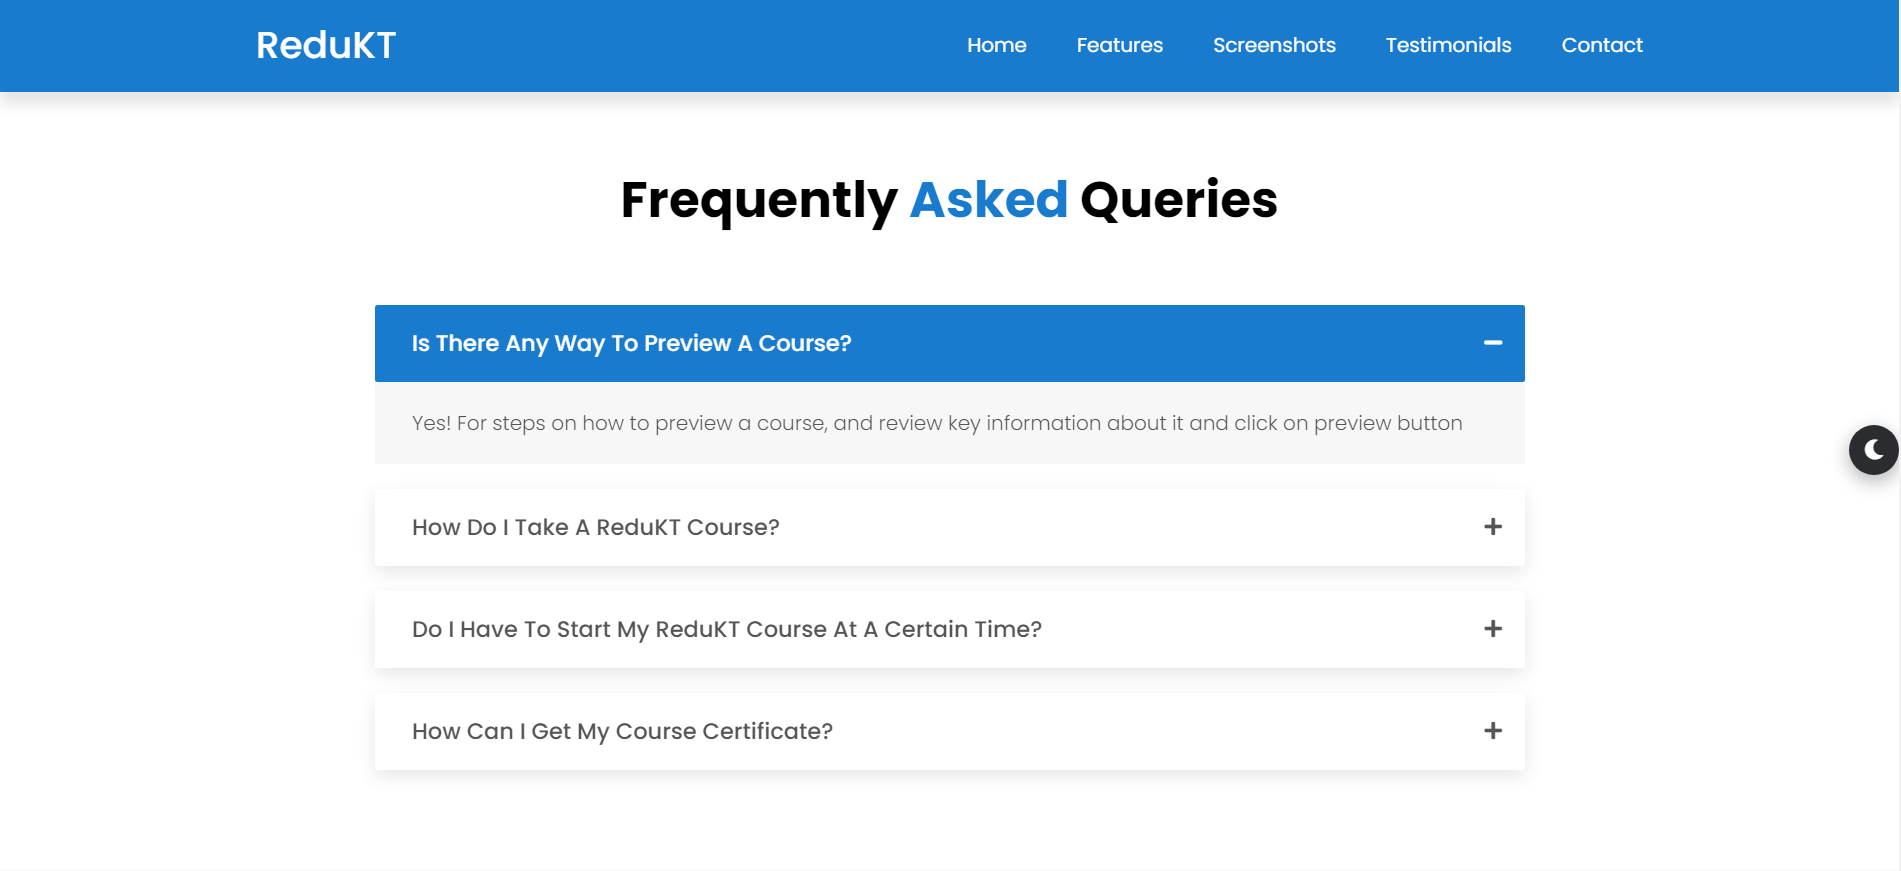 ReduKT
Home Features Screenshots Testimonials Contact
Frequently Asked Queries
Is There Any Way To Preview A Course?
Yes! For steps on how to preview a course, and review key information about it and click on preview button
How Do I Take A ReduKT Course?
Do I Have To Start My ReduKT Course At A Certain Time?
How Can I Get My Course Certificate?